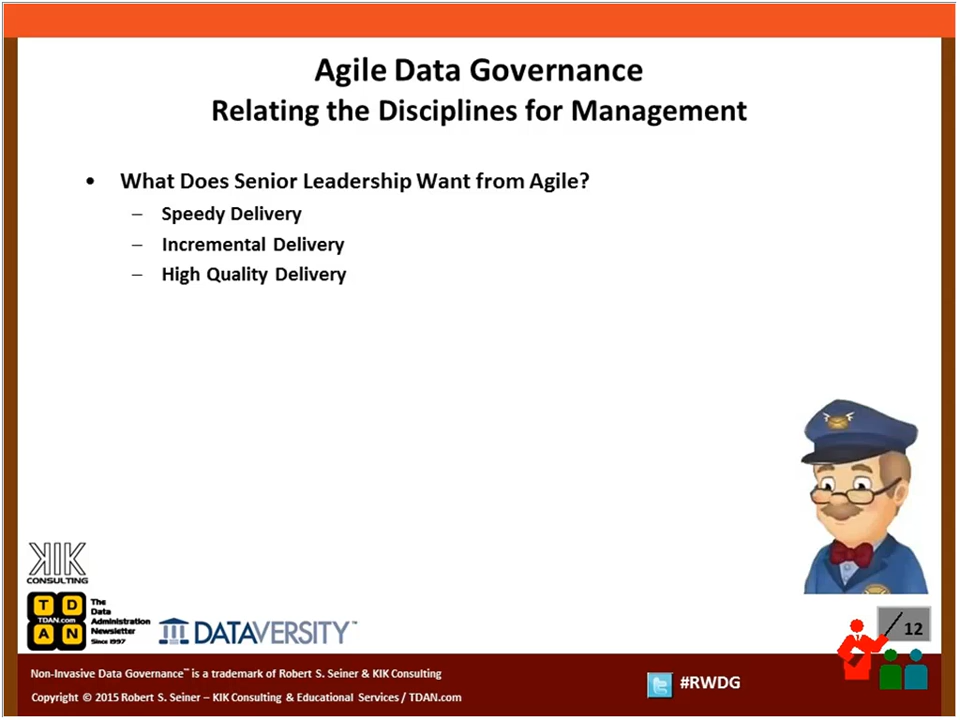 Agile Data Governance
Relating the Disciplines for Management
• What Does Senior Leadership Want from Agile?
– Speedy Delivery
– Incremental Delivery
– High Quality Delivery
KIK
CONSULTING
T D
TDAN.com
A N
The
Data
Administration
Newsletter
Since 1997
DATAVERSITY™
12
Non-Invasive Data Governance™ is a trademark of Robert S. Seiner & KIK Consulting
Copyright © 2015 Robert S. Seiner – KIK Consulting & Educational Services / TDAN.com
#RWDG